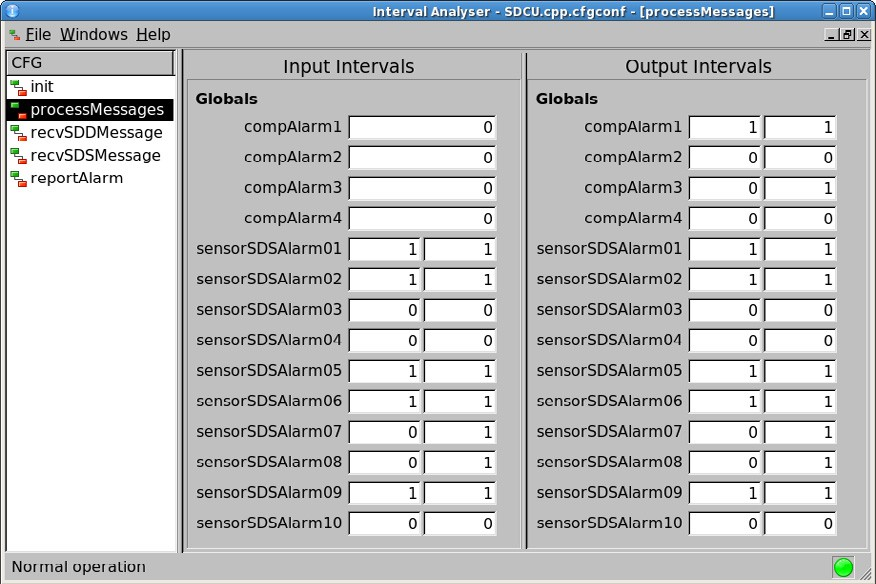 Interval Analyser - SDCU.cpp.cfgconf - [processMessages]
File Windows Help
CFG
init
processMessages
recvSDDMessage
recvSDSMessage
reportAlarm
Input Intervals
Globals
compAlarm1 0
compAlarm2 0
compAlarm3 0
compAlarm4 0
sensorSDSAlarm01 1 1
sensorSDSAlarm02 1 1
sensorSDSAlarm03 0 0
sensorSDSAlarm04 0 0
sensorSDSAlarm05 1 1
sensorSDSAlarm06 1 1
sensorSDSAlarm07 0 1
sensorSDSAlarm08 0 1
sensorSDSAlarm09 1 1
sensorSDSAlarm10 0 0
Output Intervals
Globals
compAlarm1 1 1
compAlarm2 0 0
compAlarm3 0 1
compAlarm4 0 0
sensorSDSAlarm01 1 1
sensorSDSAlarm02 1 1
sensorSDSAlarm03 0 0
sensorSDSAlarm04 0 0
sensorSDSAlarm05 1 1
sensorSDSAlarm06 1 1
sensorSDSAlarm07 0 1
sensorSDSAlarm08 0 1
sensorSDSAlarm09 1 1
sensorSDSAlarm10 0 0
Normal operation